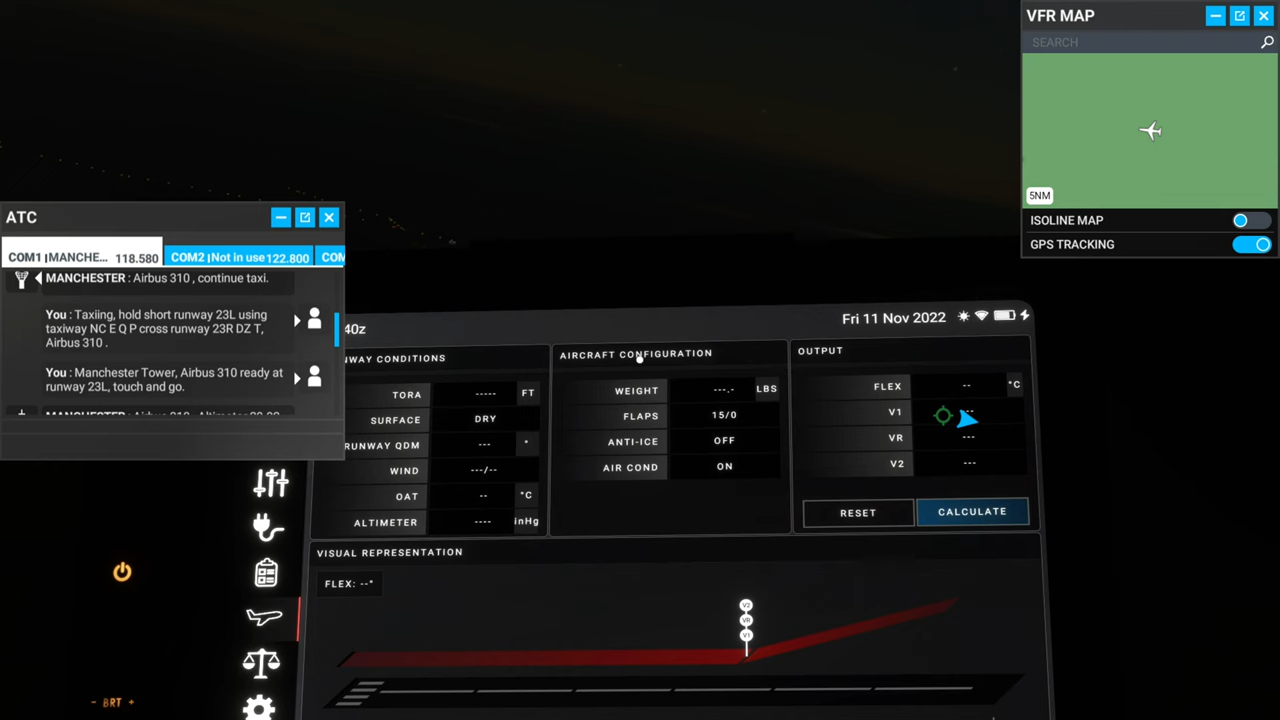 VFR MAP
SEARCH
5NM
ISOLINE MAP
GPS TRACKING
ATC
COM1 |MANCHE... 118.580
COM2 |Not in use 122.800
COM
MANCHESTER : Airbus 310 , continue taxi.
You : Taxiing, hold short runway 23L using
taxiway NC E Q P cross runway 23R DZ T,
Airbus 310 .
You : Manchester Tower, Airbus 310 ready at
runway 23L, touch and go.
40z
Fri 11 Nov 2022
NWAY CONDITIONS
TORA ----- FT
SURFACE DRY
RUNWAY QDM --- °
WIND ---/--
OAT -- °C
ALTIMETER ---- inHg
AIRCRAFT CONFIGURATION
WEIGHT ---.- LBS
FLAPS 15/0
ANTI-ICE OFF
AIR COND ON
OUTPUT
FLEX -- °C
V1
VR ---
V2 ---
RESET
CALCULATE
VISUAL REPRESENTATION
FLEX: --°
V2
VR
V1
- BRT +